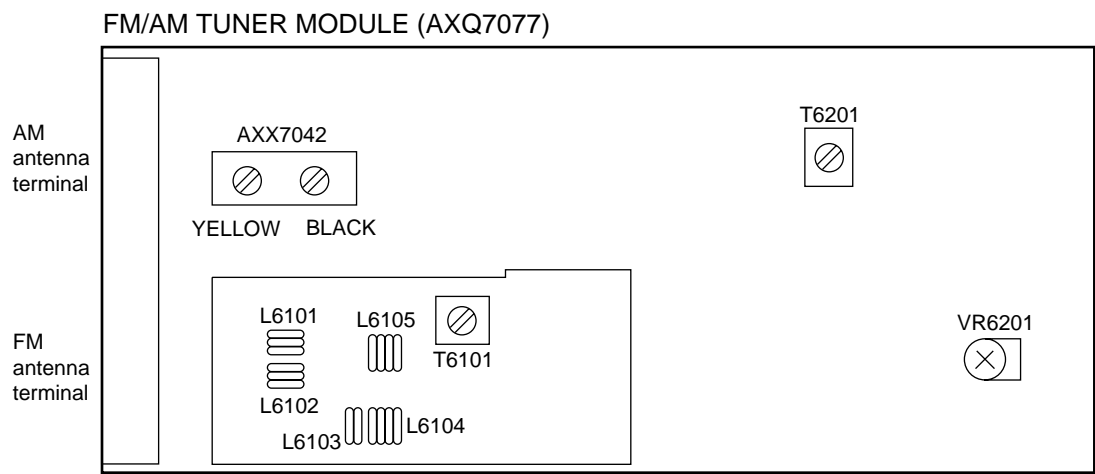 FM/AM TUNER MODULE (AXQ7077)
AM
antenna
terminal
AXX7042
YELLOW BLACK
T6201
FM
antenna
terminal
L6101
L6105
T6101
L6102
L6103
L6104
VR6201